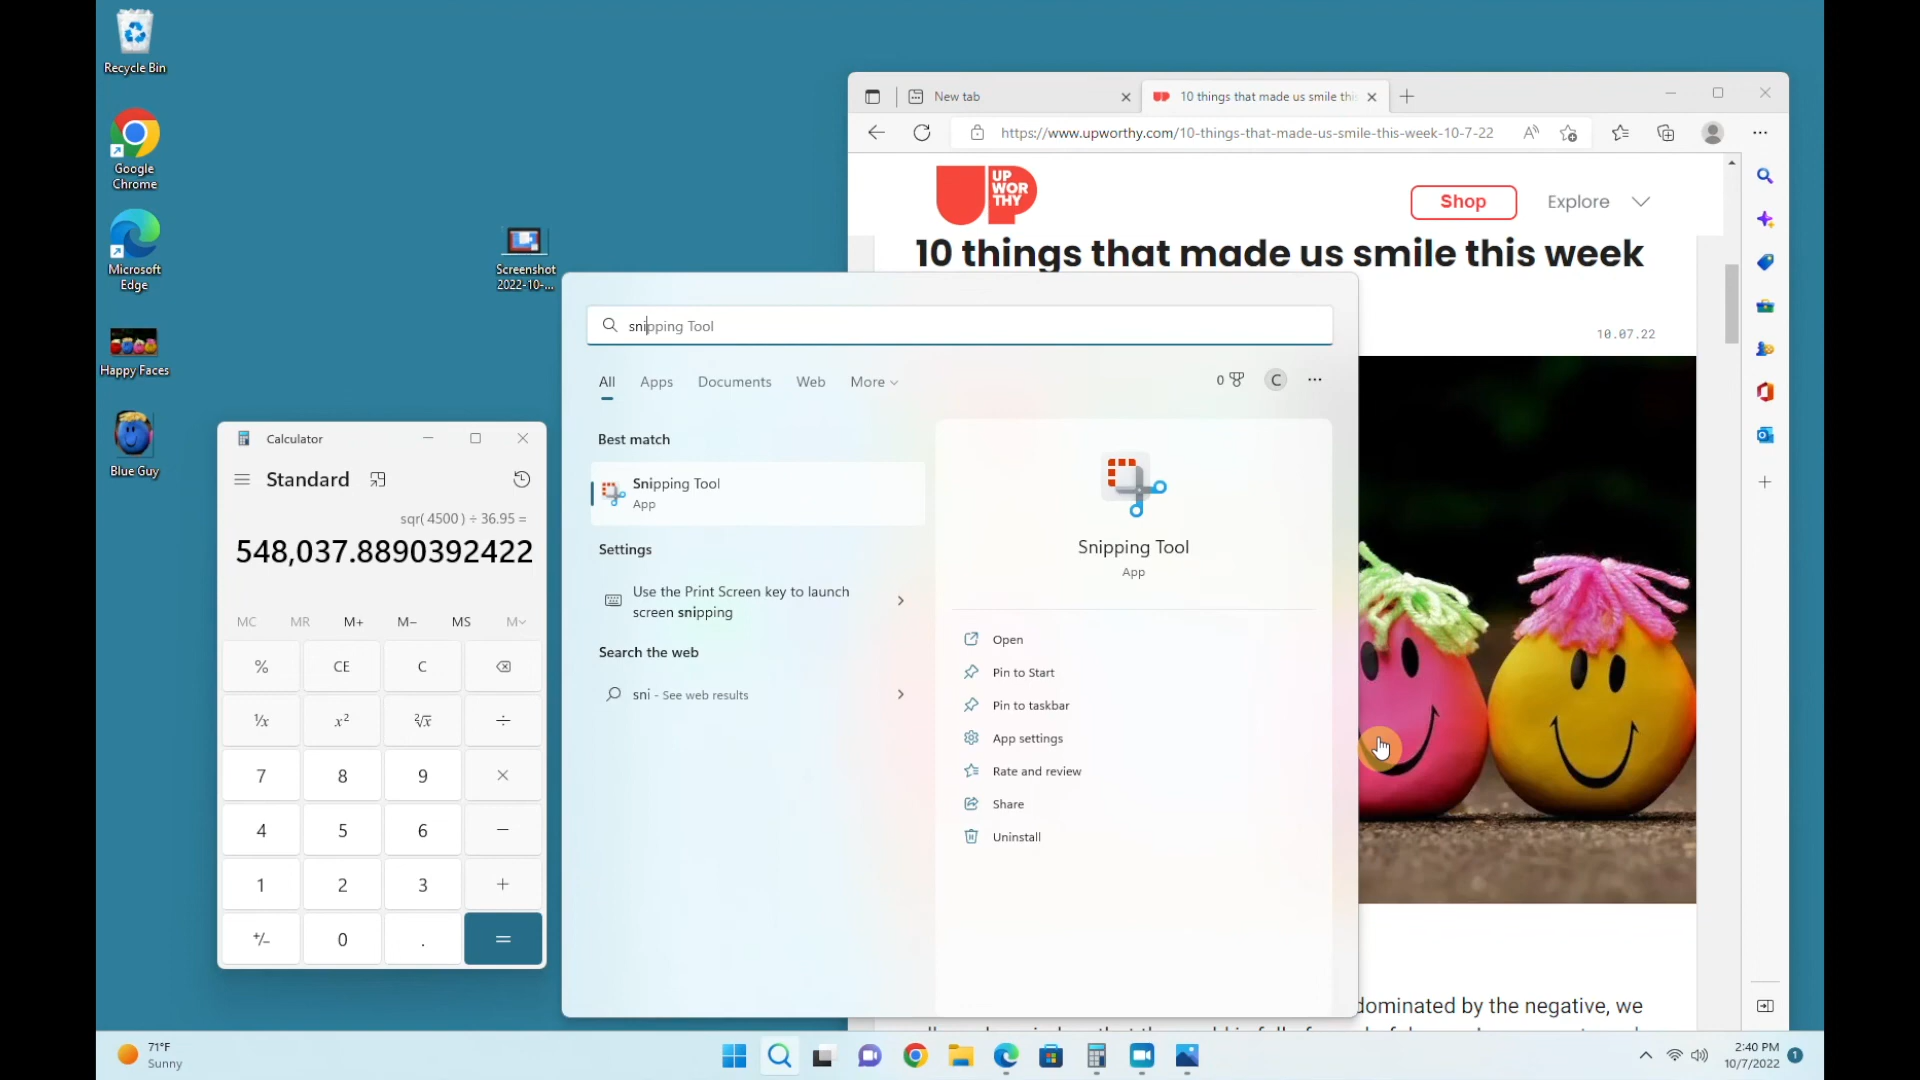 Recycle Bin
Google
Chrome
Microsoft
Edge
Happy Faces
Blue Guy
Screenshot
2022-10-...
New tab
10 things that made us smile thi
https://www.upworthy.com/10-things-that-made-us-smile-this-week-10-7-22
UP
WOR
THY
Shop
Explore
10 things that made us smile this week
10.07.22
snipping Tool
All
Apps
Documents
Web
More
0
C
Best match
Snipping Tool
App
Settings
Use the Print Screen key to launch
screen snipping
Search the web
sni - See web results
Snipping Tool
App
Open
Pin to Start
Pin to taskbar
App settings
Rate and review
Share
Uninstall
Calculator
Standard
sqr( 4500 ) ÷ 36.95 =
548,037.8890392422
MC
MR
M+
M−
MS
M
%
CE
C
¹/x
x²
²√x
÷
7
8
9
×
4
5
6
−
1
2
3
+
+/−
0
.
=
dominated by the negative, we
71°F
Sunny
2:40 PM
10/7/2022
1